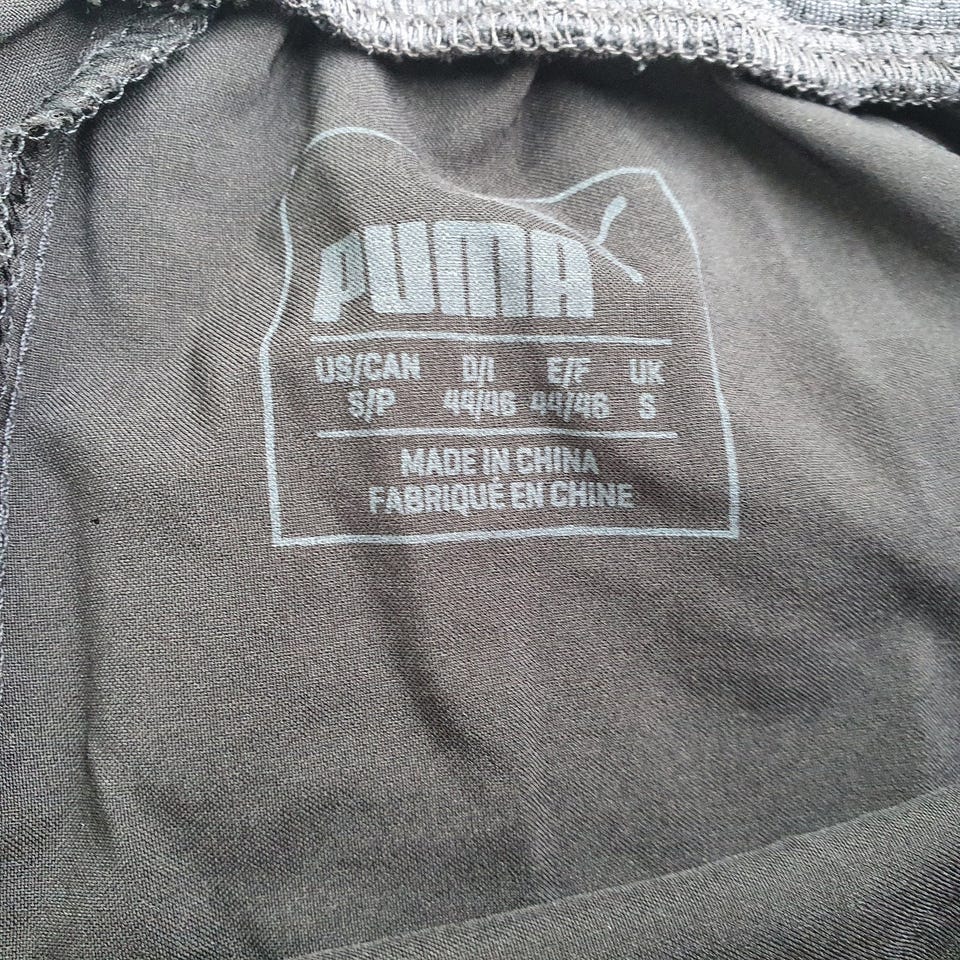 PUMA
US/CAN D/I E/F UK
S/P 44/46 44/46 S
MADE IN CHINA
FABRIQUÉ EN CHINE